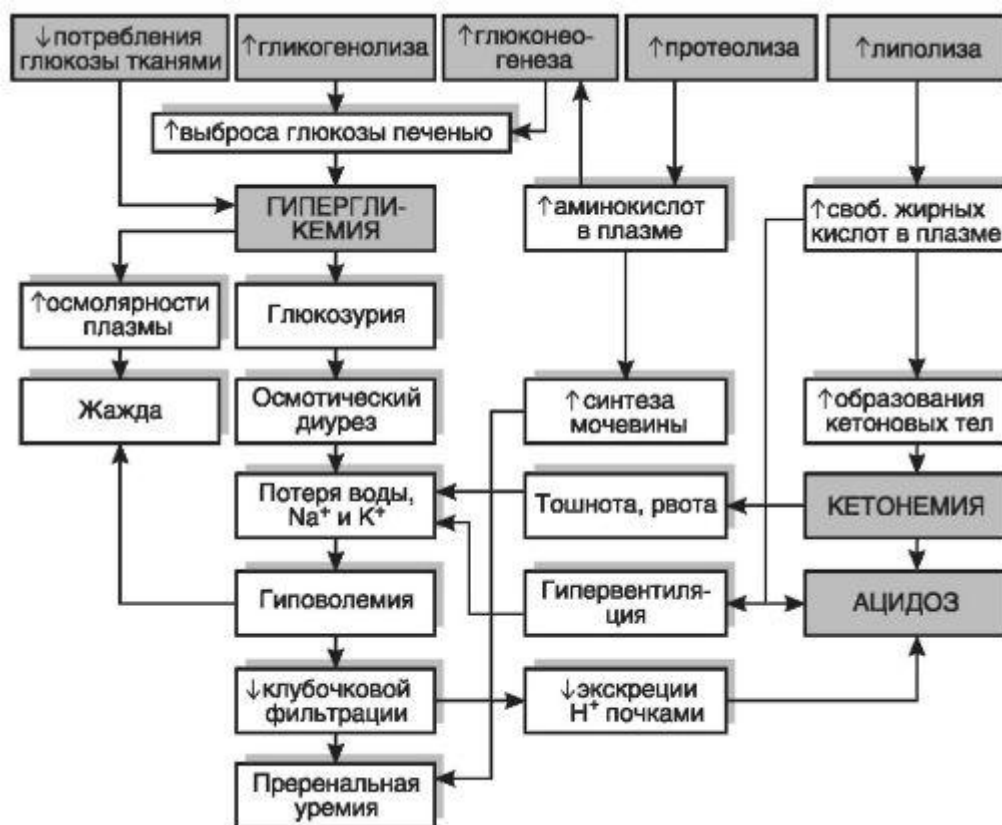 ↓потребления
глюкозы тканями
↑гликогенолиза
↑глюконео-
генеза
↑протеолиза
↑липолиза
↑выброса глюкозы печенью
ГИПЕРГЛИ-
КЕМИЯ
↑аминокислот
в плазме
↑своб. жирных
кислот в плазме
↑осмолярности
плазмы
Глюкозурия
Жажда
Осмотический
диурез
↑синтеза
мочевины
↑образования
кетоновых тел
Потеря воды,
Na⁺ и K⁺
Тошнота, рвота
КЕТОНЕМИЯ
Гиповолемия
Гипервентиля-
ция
АЦИДОЗ
↓клубочковой
фильтрации
↓экскреции
H⁺ почками
Преренальная
уремия